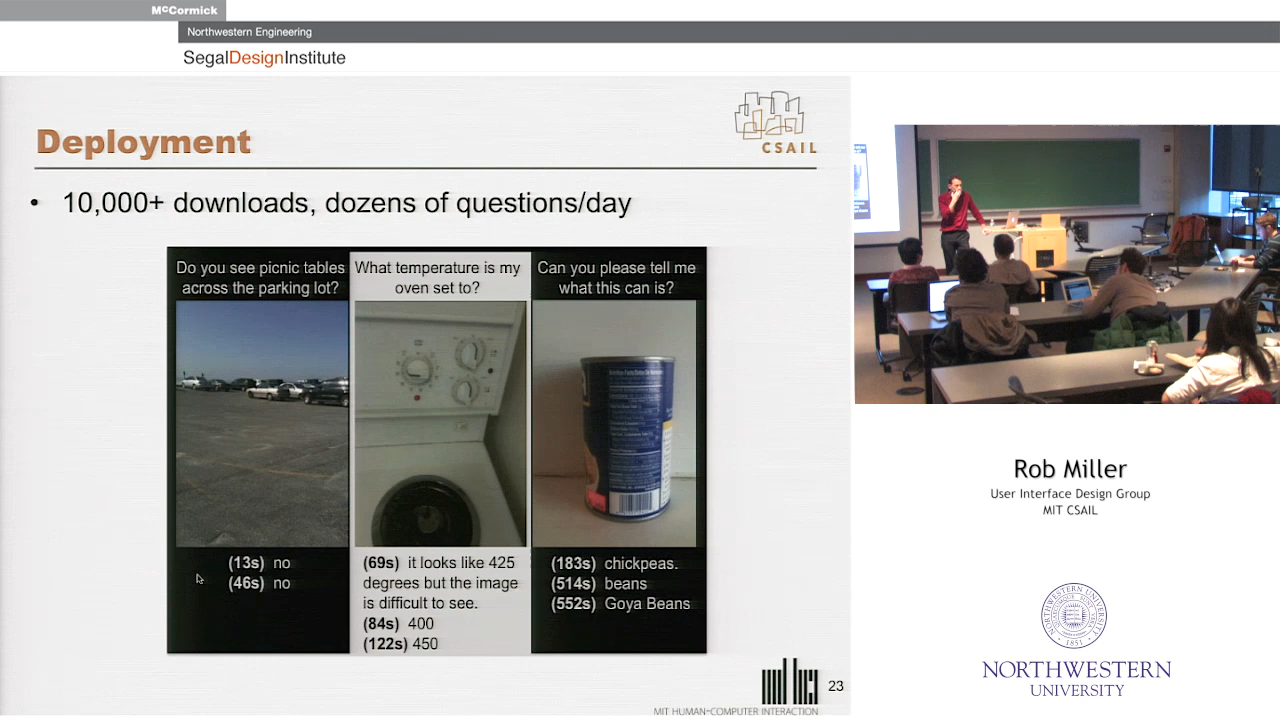 McCormick
Northwestern Engineering
SegalDesignInstitute
Deployment
CSAIL
• 10,000+ downloads, dozens of questions/day
Do you see picnic tables
across the parking lot?
What temperature is my
oven set to?
Can you please tell me
what this can is?
(13s) no
(46s) no
(69s) it looks like 425
degrees but the image
is difficult to see.
(84s) 400
(122s) 450
(183s) chickpeas.
(514s) beans
(552s) Goya Beans
23
MIT HUMAN-COMPUTER INTERACTION
Rob Miller
User Interface Design Group
MIT CSAIL
NORTHWESTERN
UNIVERSITY